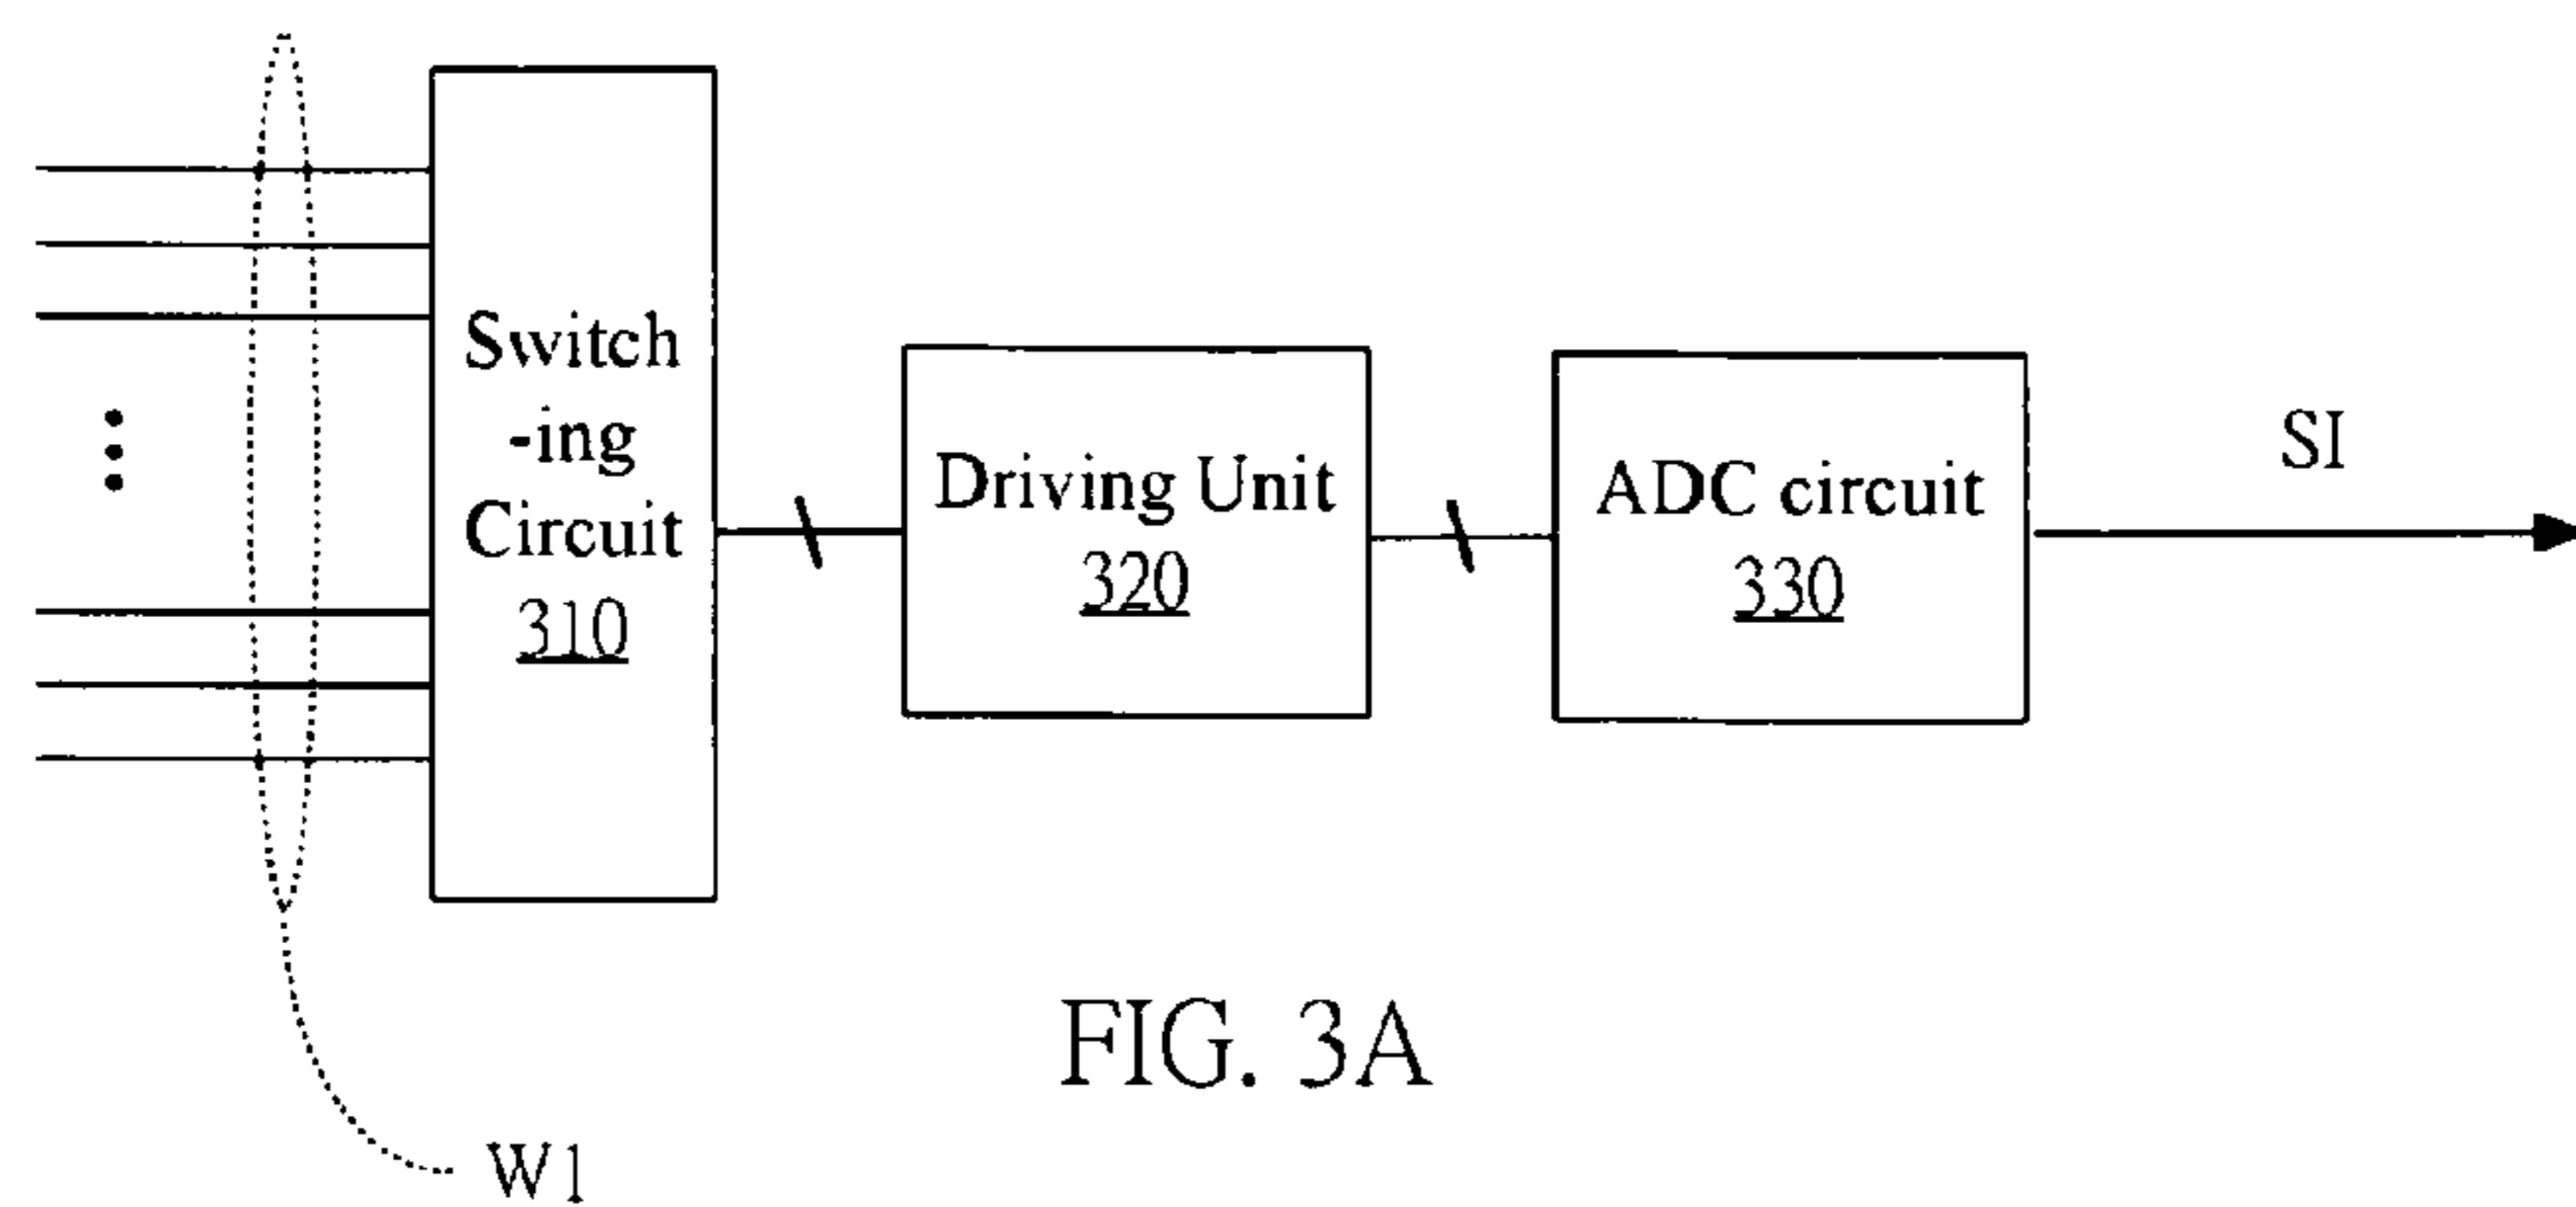 Switch
-ing
Circuit
310
Driving Unit
320
ADC circuit
330
SI
FIG. 3A
W1